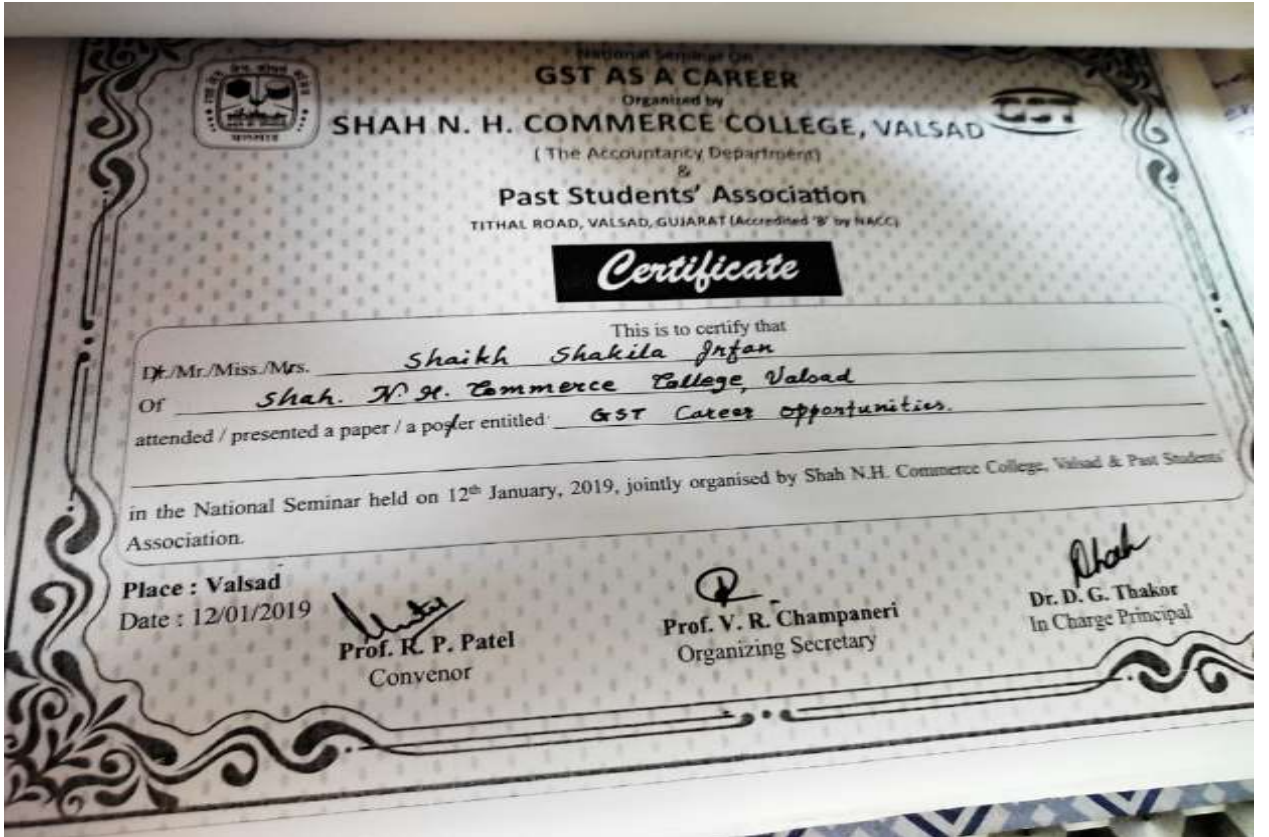 National Seminar On
GST AS A CAREER
Organized by
SHAH N. H. COMMERCE COLLEGE, VALSAD
GST
( The Accountancy Department)
&
Past Students' Association
TITHAL ROAD, VALSAD, GUJARAT (Accredited 'B' by NACC)
Certificate
This is to certify that
Dr./Mr./Miss./Mrs. Shaikh Shakila Irfan
Of Shah. N. H. Commerce College, Valsad
attended / presented a paper / a poster entitled GST Career opportunities.
in the National Seminar held on 12th January, 2019, jointly organised by Shah N.H. Commerce College, Valsad & Past Students'
Association.
Place : Valsad
Date : 12/01/2019
Prof. R. P. Patel
Convenor
Prof. V. R. Champaneri
Organizing Secretary
Dr. D. G. Thakor
In Charge Principal